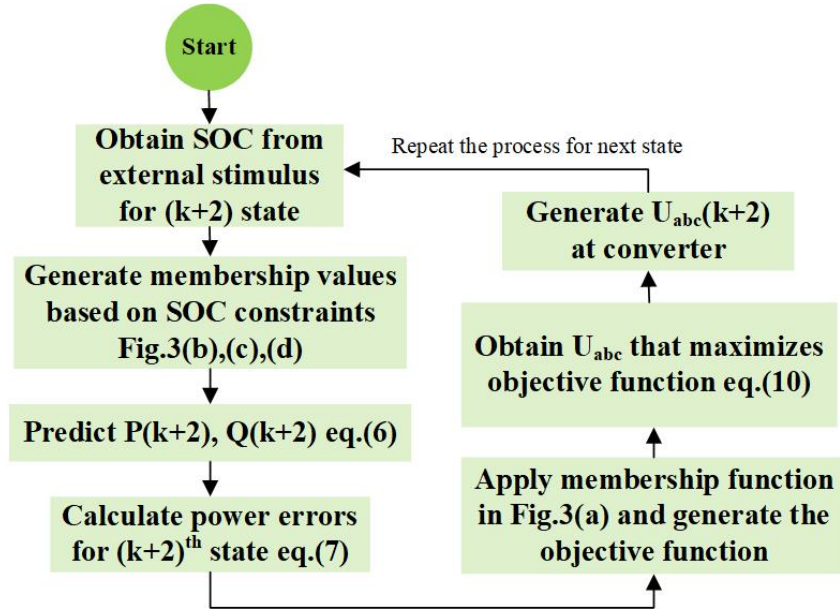 Start
Obtain SOC from
external stimulus
for (k+2) state
Generate membership values
based on SOC constraints
Fig.3(b),(c),(d)
Predict P(k+2), Q(k+2) eq.(6)
Calculate power errors
for (k+2)th state eq.(7)
Apply membership function
in Fig.3(a) and generate the
objective function
Obtain Uabc that maximizes
objective function eq.(10)
Generate Uabc(k+2)
at converter
Repeat the process for next state